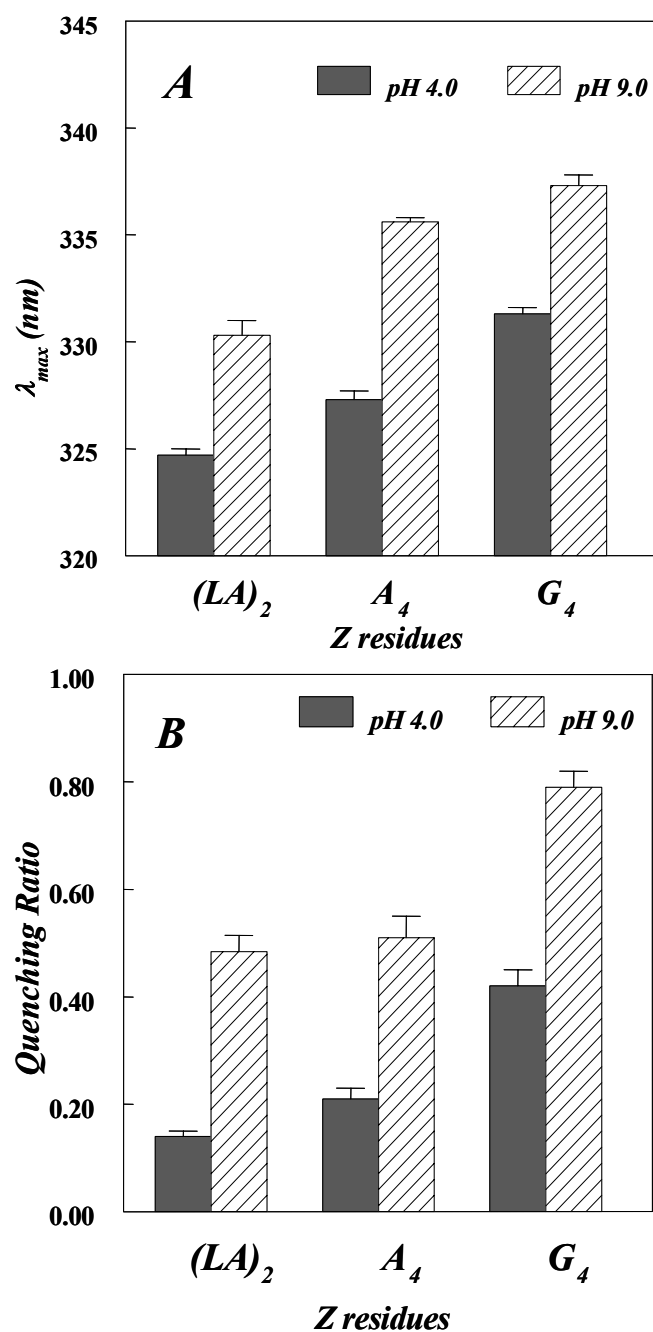 345
A
pH 4.0
pH 9.0
340
335
330
325
320
λmax (nm)
(LA)2
A4
G4
Z residues
1.00
B
pH 4.0
pH 9.0
0.80
0.60
0.40
0.20
0.00
Quenching Ratio
(LA)2
A4
G4
Z residues